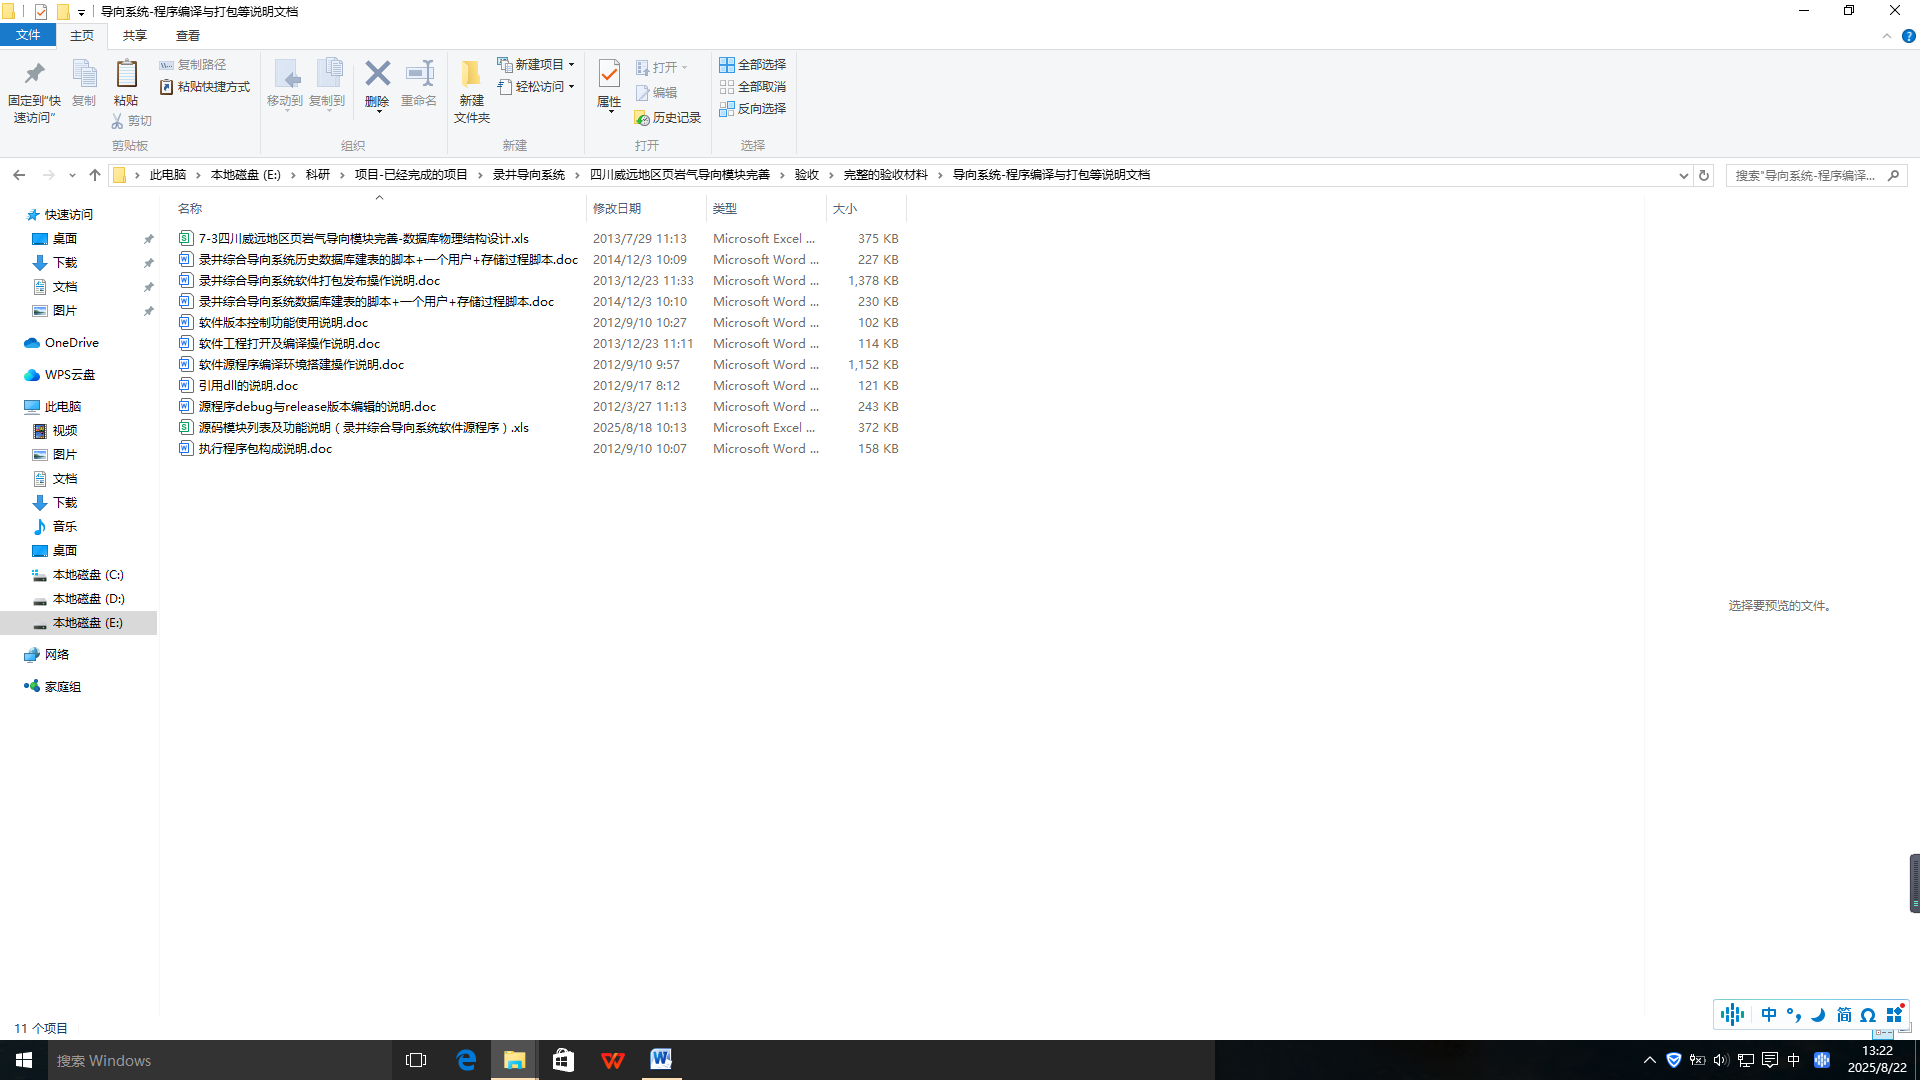 导向系统-程序编译与打包等说明文档
文件 主页 共享 查看
固定到"快速访问"
复制
粘贴
复制路径
粘贴快捷方式
剪切
剪贴板
移动到
复制到
删除
重命名
组织
新建文件夹
新建项目
轻松访问
新建
属性
打开
编辑
历史记录
打开
全部选择
全部取消
反向选择
选择
此电脑 › 本地磁盘 (E:) › 科研 › 项目-已经完成的项目 › 录井导向系统 › 四川威远地区页岩气导向模块完善 › 验收 › 完整的验收材料 › 导向系统-程序编译与打包等说明文档
搜索"导向系统-程序编译...
快速访问
桌面
下载
文档
图片
OneDrive
WPS云盘
此电脑
视频
图片
文档
下载
音乐
桌面
本地磁盘 (C:)
本地磁盘 (D:)
本地磁盘 (E:)
网络
家庭组
名称 修改日期 类型 大小
7-3四川威远地区页岩气导向模块完善-数据库物理结构设计.xls 2013/7/29 11:13 Microsoft Excel ... 375 KB
录井综合导向系统历史数据库建表的脚本+一个用户+存储过程脚本.doc 2014/12/3 10:09 Microsoft Word ... 227 KB
录井综合导向系统软件打包发布操作说明.doc 2013/12/23 11:33 Microsoft Word ... 1,378 KB
录井综合导向系统数据库建表的脚本+一个用户+存储过程脚本.doc 2014/12/3 10:10 Microsoft Word ... 230 KB
软件版本控制功能使用说明.doc 2012/9/10 10:27 Microsoft Word ... 102 KB
软件工程打开及编译操作说明.doc 2013/12/23 11:11 Microsoft Word ... 114 KB
软件源程序编译环境搭建操作说明.doc 2012/9/10 9:57 Microsoft Word ... 1,152 KB
引用dll的说明.doc 2012/9/17 8:12 Microsoft Word ... 121 KB
源程序debug与release版本编辑的说明.doc 2012/3/27 11:13 Microsoft Word ... 243 KB
源码模块列表及功能说明（录井综合导向系统软件源程序）.xls 2025/8/18 10:13 Microsoft Excel ... 372 KB
执行程序包构成说明.doc 2012/9/10 10:07 Microsoft Word ... 158 KB
选择要预览的文件。
11 个项目
中 简
搜索 Windows
中
13:22
2025/8/22